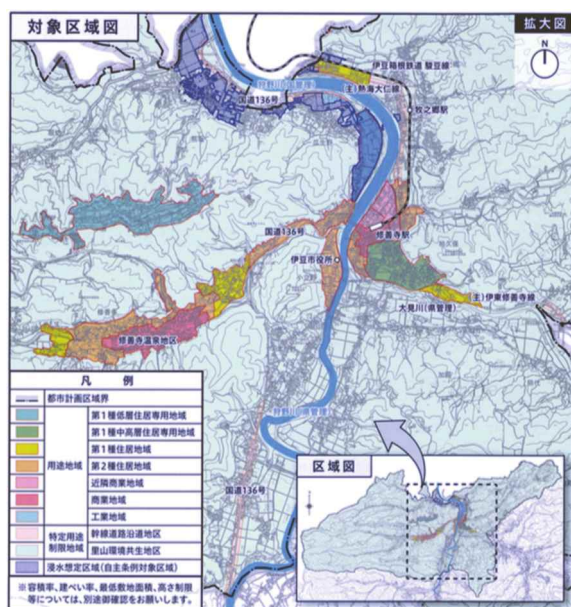 対象区域図
拡大図
N
伊豆箱根鉄道 駿豆線
狩野川(県管理)
(主)熱海大仁線
国道136号
牧之郷駅
国道136号
修善寺駅
伊豆市役所
(主)伊東修善寺線
大見川(県管理)
修善寺温泉地区
狩野川(県管理)
国道136号
凡 例
都市計画区域界
用途地域
第1種低層住居専用地域
第1種中高層住居専用地域
第1種住居地域
第2種住居地域
近隣商業地域
商業地域
工業地域
特定用途制限地域
幹線道路沿道地区
里山環境共生地区
浸水想定区域(自主条例対象区域)
※容積率、建ぺい率、最低敷地面積、高さ制限
等については、別途御確認をお願いします。
区域図